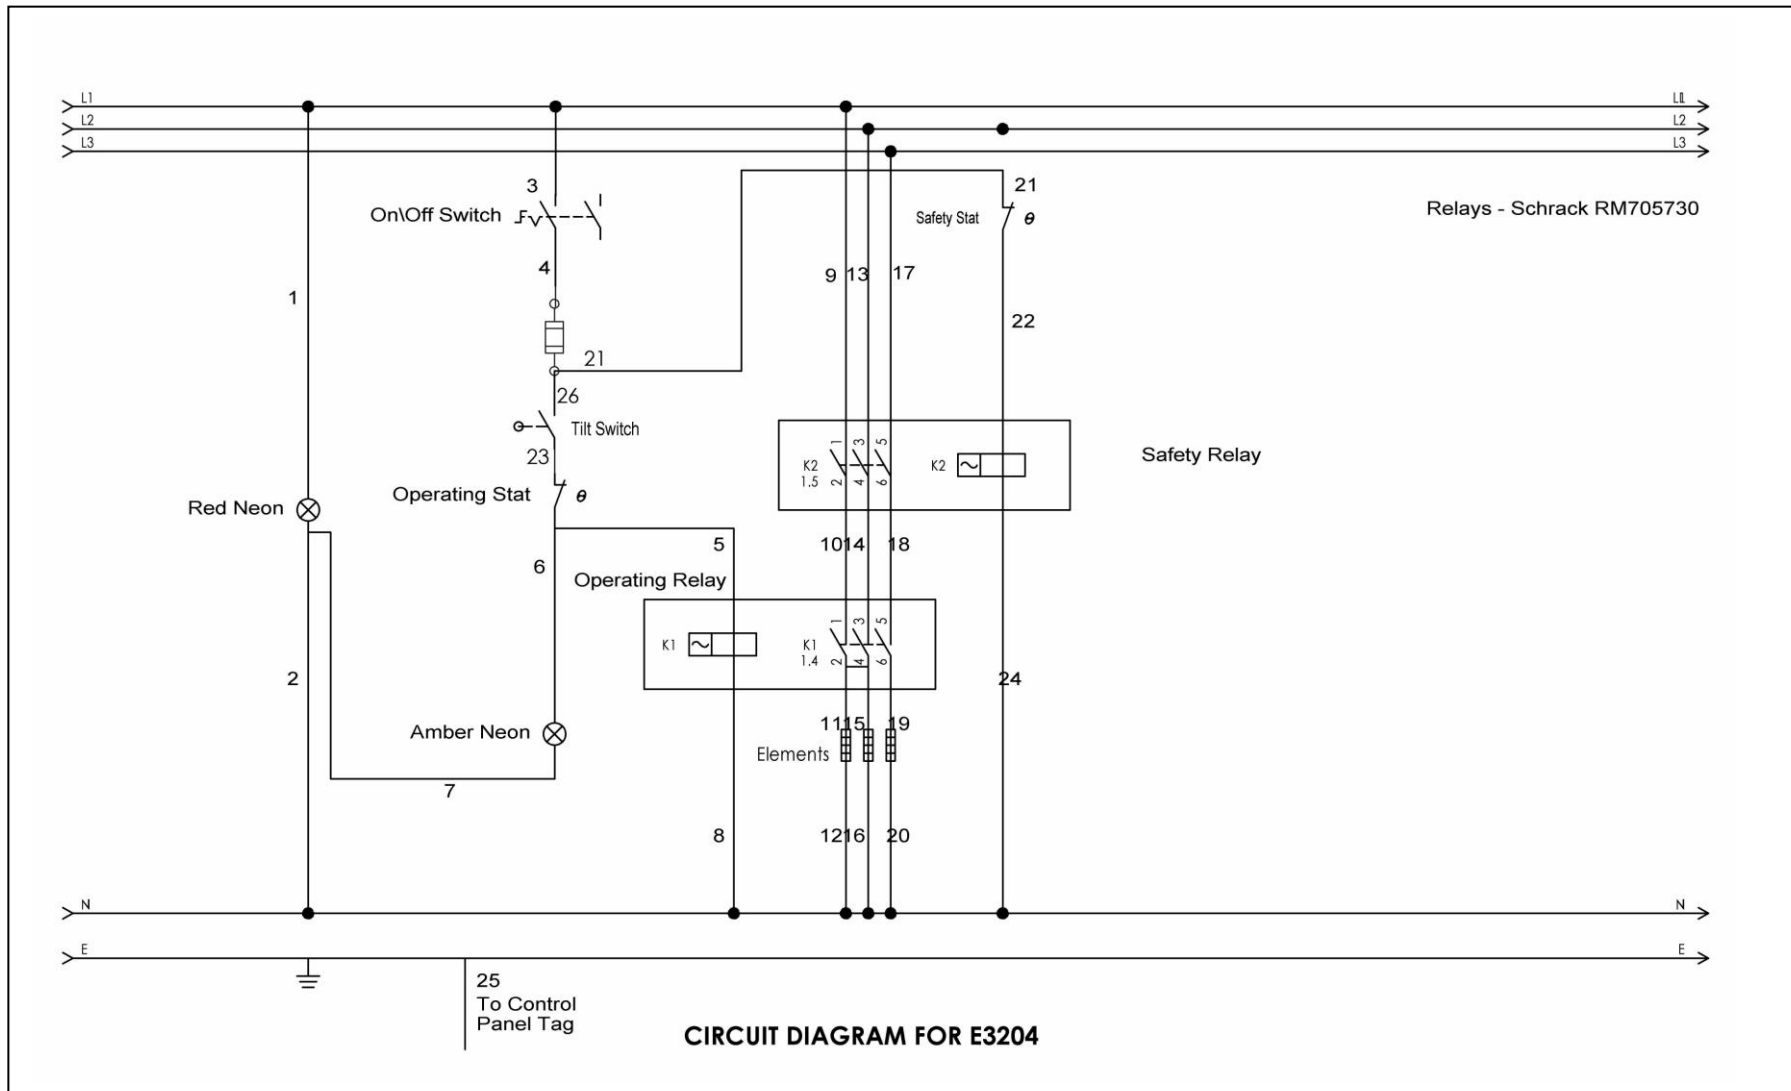 L1
L1
L2
L2
L3
L3
3
21
On\Off Switch
Safety Stat
θ
Relays - Schrack RM705730
4
9
13
17
1
22
21
26
Tilt Switch
1
3
5
23
K2
1.5
K2
Safety Relay
2
4
6
Operating Stat
θ
Red Neon
5
10
14
18
6
Operating Relay
1
3
5
K1
K1
1.4
2
4
6
2
24
11
15
19
Amber Neon
Elements
7
8
12
16
20
N
N
E
E
25
To Control
Panel Tag
CIRCUIT DIAGRAM FOR E3204